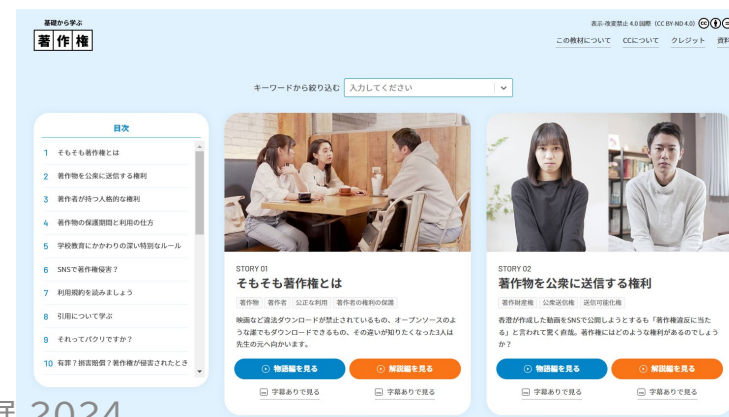 基礎から学ぶ
著作権
表示-改変禁止 4.0 国際 (CC BY-ND 4.0)
この教材について CCについて クレジット 資料
キーワードから絞り込む 入力してください
目次
1 そもそも著作権とは
2 著作物を公衆に送信する権利
3 著作者が持つ人格的な権利
4 著作物の保護期間と利用の仕方
5 学校教育にかかわりの深い特別なルール
6 SNSで著作権侵害？
7 利用規約を読みましょう
8 引用について学ぶ
9 それってパクリですか？
10 有罪？損害賠償？著作権が侵害されたとき
STORY 01
そもそも著作権とは
著作物 著作者 公正な利用 著作者の権利の保護
映画など違法ダウンロードが禁止されているもの、オープンソースのよ
うな誰でもダウンロードできるもの、その違いが知りたくなった3人は
先生の元へ向かいます。
物語編を見る 解説編を見る
字幕ありで見る 字幕ありで見る
STORY 02
著作物を公衆に送信する権利
著作財産権 公衆送信権 送信可能化権
香澄が作成した動画をSNSで公開しようとするも「著作権違反に当た
る」と言われて驚く直哉。著作権にはどのような権利があるのでしょう
か？
物語編を見る 解説編を見る
字幕ありで見る 字幕ありで見る
2024